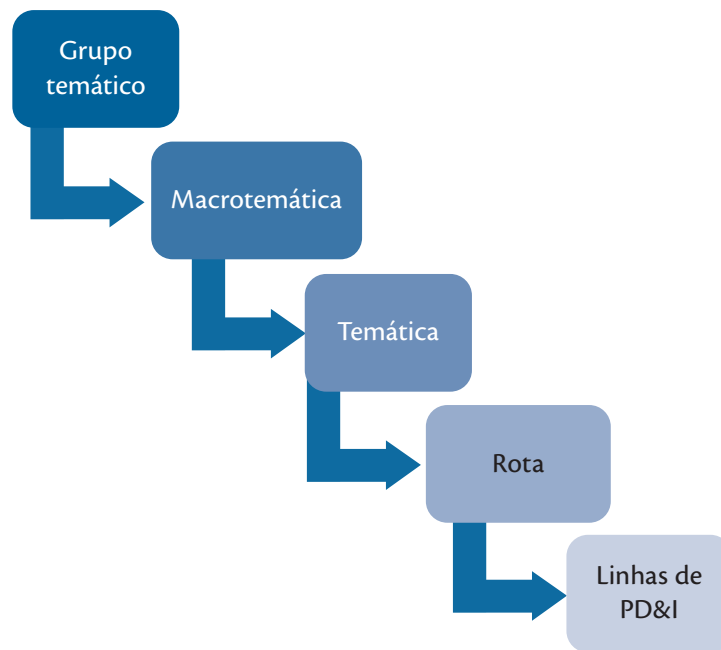 Grupo
temático
Macrotemática
Temática
Rota
Linhas de
PD&I